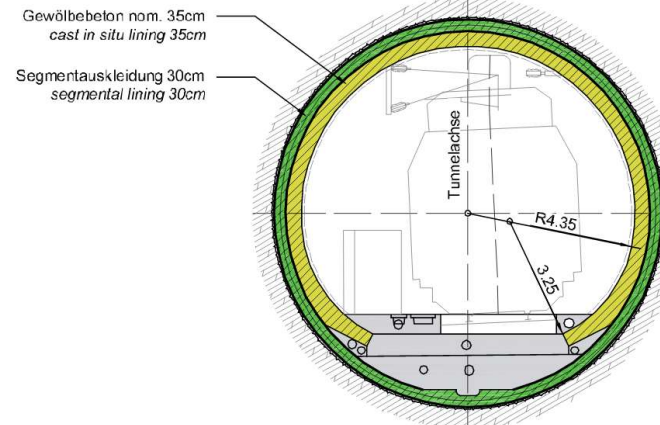 Gewölbebeton nom. 35cm
cast in situ lining 35cm
Segmentauskleidung 30cm
segmental lining 30cm
Tunnelachse
R4.35
3.25